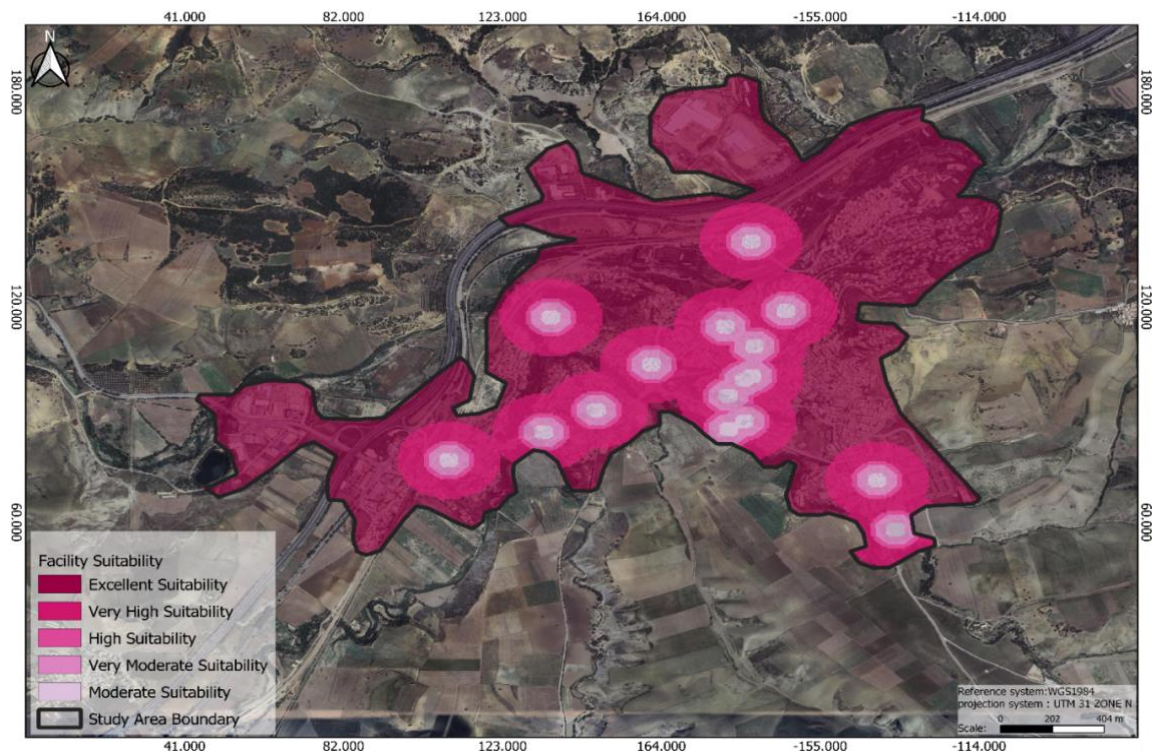 41.000 82.000 123.000 164.000 -155.000 -114.000
N
180.000
180.000
120.000
120.000
60.000
60.000
Facility Suitability
Excellent Suitability
Very High Suitability
High Suitability
Very Moderate Suitability
Moderate Suitability
Study Area Boundary
Reference system:WGS1984
projection system : UTM 31 ZONE N
Scale: 0 202 404 m
41.000 82.000 123.000 164.000 -155.000 -114.000